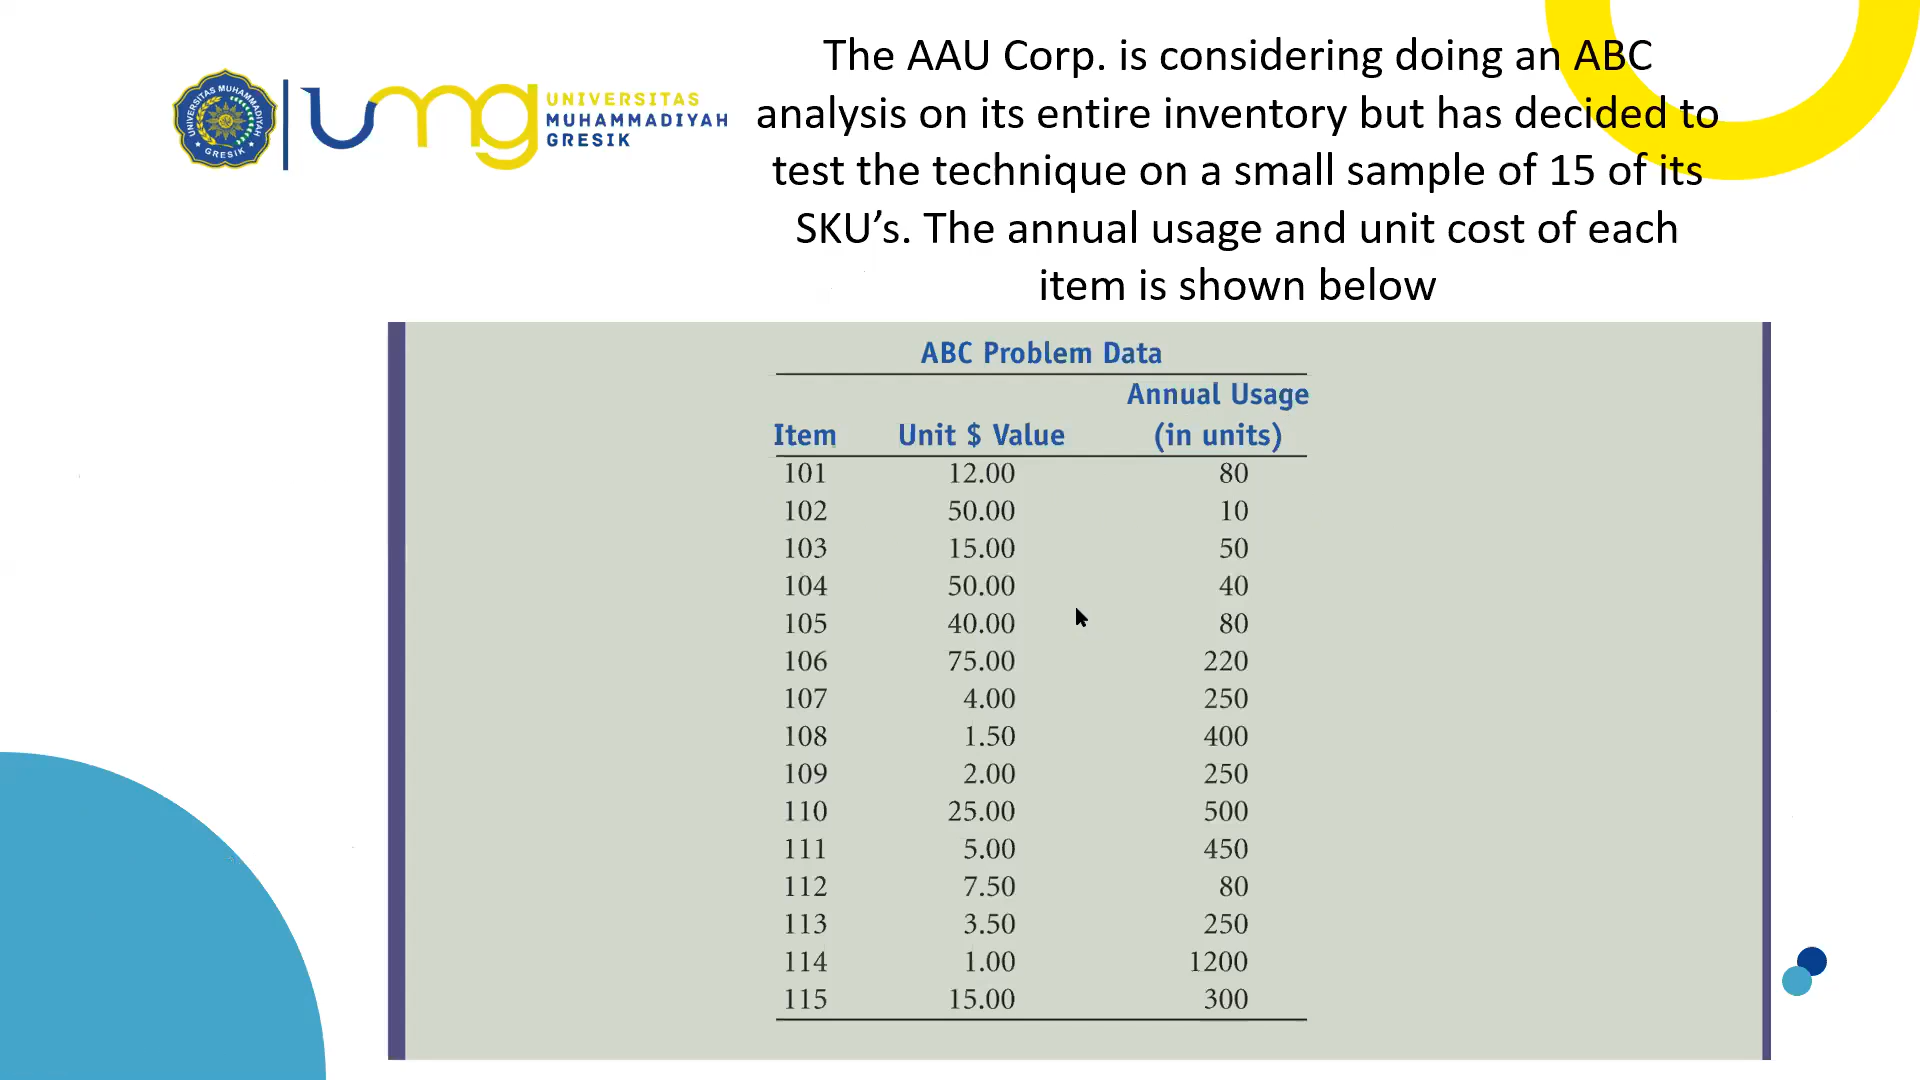 UNIVERSITAS MUHAMMADIYAH
GRESIK
umg
UNIVERSITAS
MUHAMMADIYAH
GRESIK
The AAU Corp. is considering doing an ABC
analysis on its entire inventory but has decided to
test the technique on a small sample of 15 of its
SKU’s. The annual usage and unit cost of each
item is shown below
ABC Problem Data
Annual Usage
Item Unit $ Value (in units)
101 12.00 80
102 50.00 10
103 15.00 50
104 50.00 40
105 40.00 80
106 75.00 220
107 4.00 250
108 1.50 400
109 2.00 250
110 25.00 500
111 5.00 450
112 7.50 80
113 3.50 250
114 1.00 1200
115 15.00 300